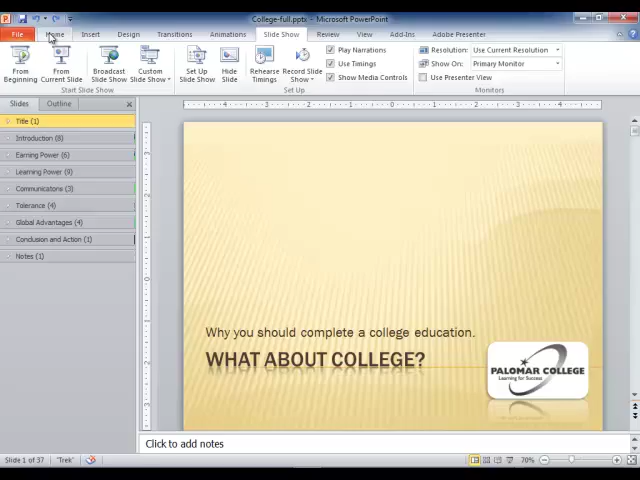 College-full.pptx - Microsoft PowerPoint
File Home Insert Design Transitions Animations Slide Show Review View Add-Ins Adobe Presenter
From Beginning
From Current Slide
Broadcast Slide Show
Custom Slide Show
Set Up Slide Show
Hide Slide
Rehearse Timings
Record Slide Show
Play Narrations
Use Timings
Show Media Controls
Resolution: Use Current Resolution
Show On: Primary Monitor
Use Presenter View
Start Slide Show Set Up Monitors
Slides Outline
Title (1)
Introduction (8)
Earning Power (6)
Learning Power (9)
Communicatons (3)
Tolerance (4)
Global Advantages (4)
Conclusion and Action (1)
Notes (1)
Why you should complete a college education.
WHAT ABOUT COLLEGE?
PALOMAR COLLEGE
Learning for Success
Click to add notes
Slide 1 of 37 "Trek" 70%